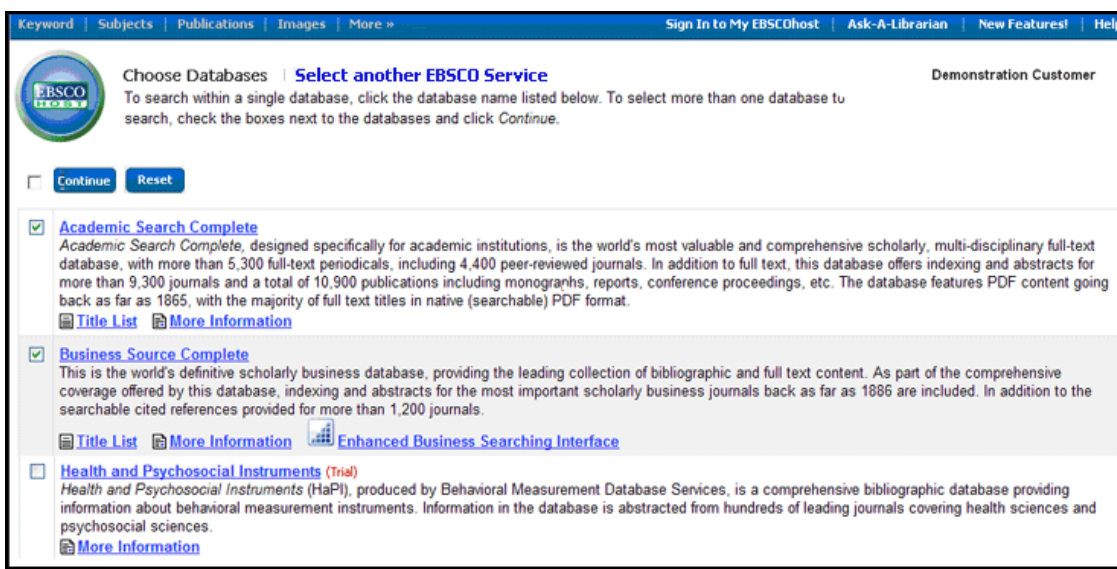 Keyword | Subjects | Publications | Images | More » Sign In to My EBSCOhost | Ask-A-Librarian | New Features! | Help
EBSCO
HOST
Choose Databases | Select another EBSCO Service Demonstration Customer
To search within a single database, click the database name listed below. To select more than one database to
search, check the boxes next to the databases and click Continue.
Continue Reset
Academic Search Complete
Academic Search Complete, designed specifically for academic institutions, is the world's most valuable and comprehensive scholarly, multi-disciplinary full-text
database, with more than 5,300 full-text periodicals, including 4,400 peer-reviewed journals. In addition to full text, this database offers indexing and abstracts for
more than 9,300 journals and a total of 10,900 publications including monographs, reports, conference proceedings, etc. The database features PDF content going
back as far as 1865, with the majority of full text titles in native (searchable) PDF format.
Title List More Information
Business Source Complete
This is the world's definitive scholarly business database, providing the leading collection of bibliographic and full text content. As part of the comprehensive
coverage offered by this database, indexing and abstracts for the most important scholarly business journals back as far as 1886 are included. In addition to the
searchable cited references provided for more than 1,200 journals.
Title List More Information Enhanced Business Searching Interface
Health and Psychosocial Instruments (Trial)
Health and Psychosocial Instruments (HaPI), produced by Behavioral Measurement Database Services, is a comprehensive bibliographic database providing
information about behavioral measurement instruments. Information in the database is abstracted from hundreds of leading journals covering health sciences and
psychosocial sciences.
More Information